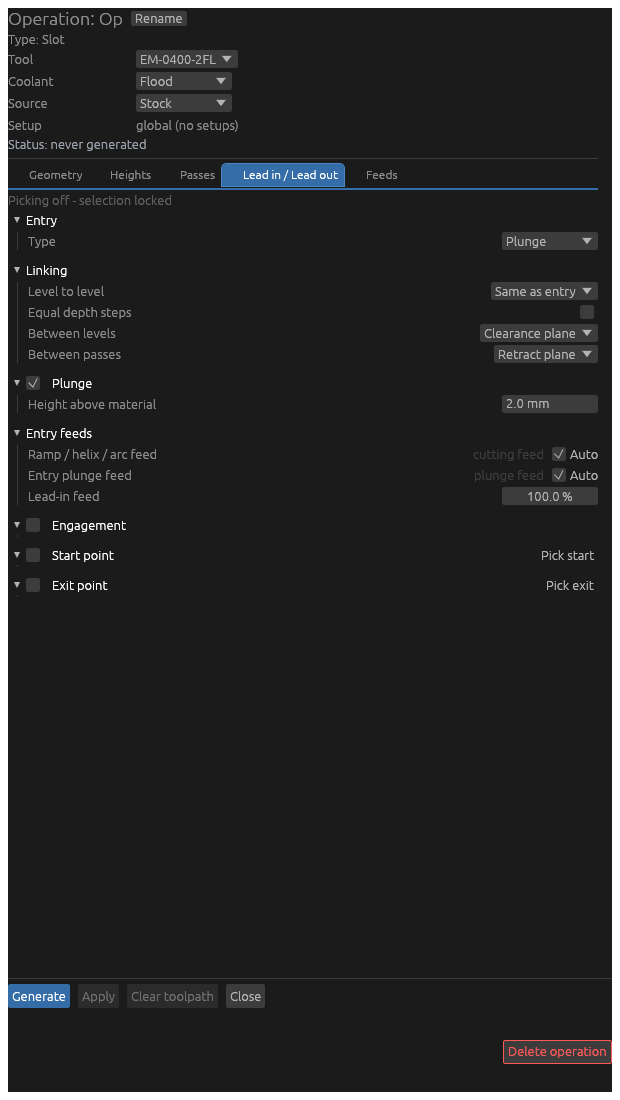 Operation: Op Rename
Type: Slot
Tool EM-0400-2FL
Coolant Flood
Source Stock
Setup global (no setups)
Status: never generated
Geometry Heights Passes Lead in / Lead out Feeds
Picking off - selection locked
Entry
Type Plunge
Linking
Level to level Same as entry
Equal depth steps
Between levels Clearance plane
Between passes Retract plane
Plunge
Height above material 2.0 mm
Entry feeds
Ramp / helix / arc feed cutting feed Auto
Entry plunge feed plunge feed Auto
Lead-in feed 100.0 %
Engagement
Start point Pick start
Exit point Pick exit
Generate Apply Clear toolpath Close
Delete operation